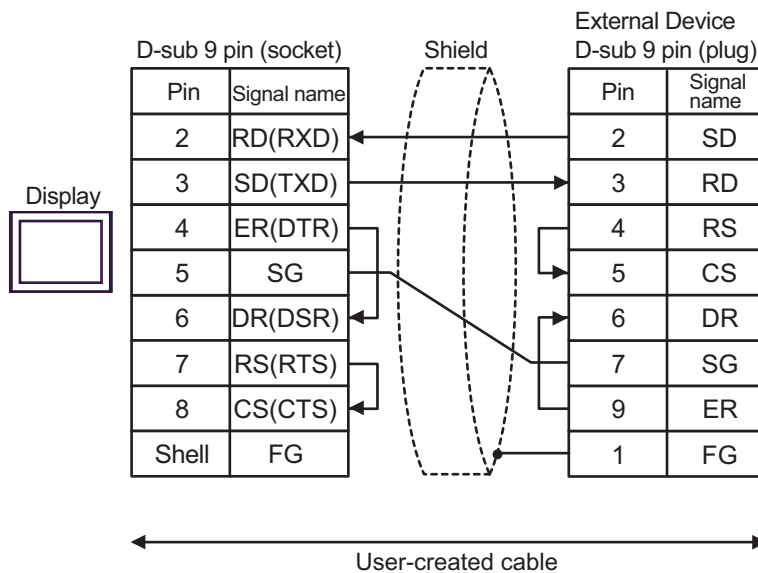 External Device
D-sub 9 pin (socket) Shield D-sub 9 pin (plug)
Pin Signal name Pin Signal name
2 RD(RXD) 2 SD
3 SD(TXD) 3 RD
Display
4 ER(DTR) 4 RS
5 SG 5 CS
6 DR(DSR) 6 DR
7 RS(RTS) 7 SG
8 CS(CTS) 9 ER
Shell FG 1 FG
User-created cable